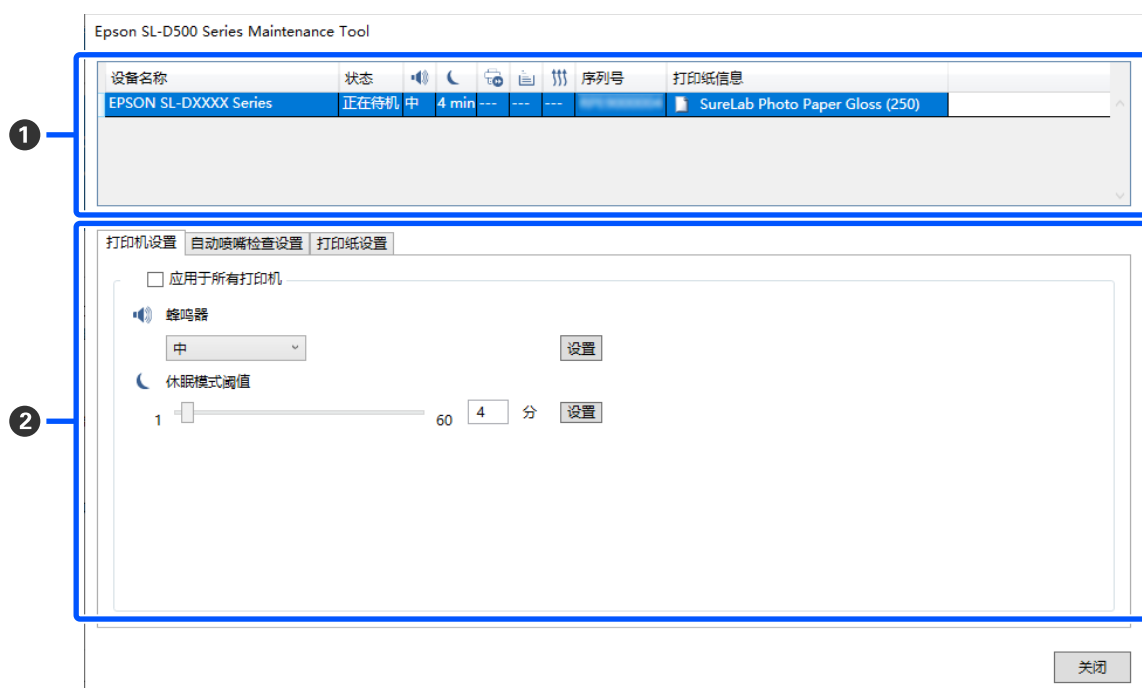 Epson SL-D500 Series Maintenance Tool
设备名称 状态 序列号 打印纸信息
EPSON SL-DXXXX Series 正在待机 中 4 min --- --- --- SureLab Photo Paper Gloss (250)
1
打印机设置 自动喷嘴检查设置 打印纸设置
应用于所有打印机
蜂鸣器
中 设置
休眠模式阈值
1 60 4 分 设置
2
关闭